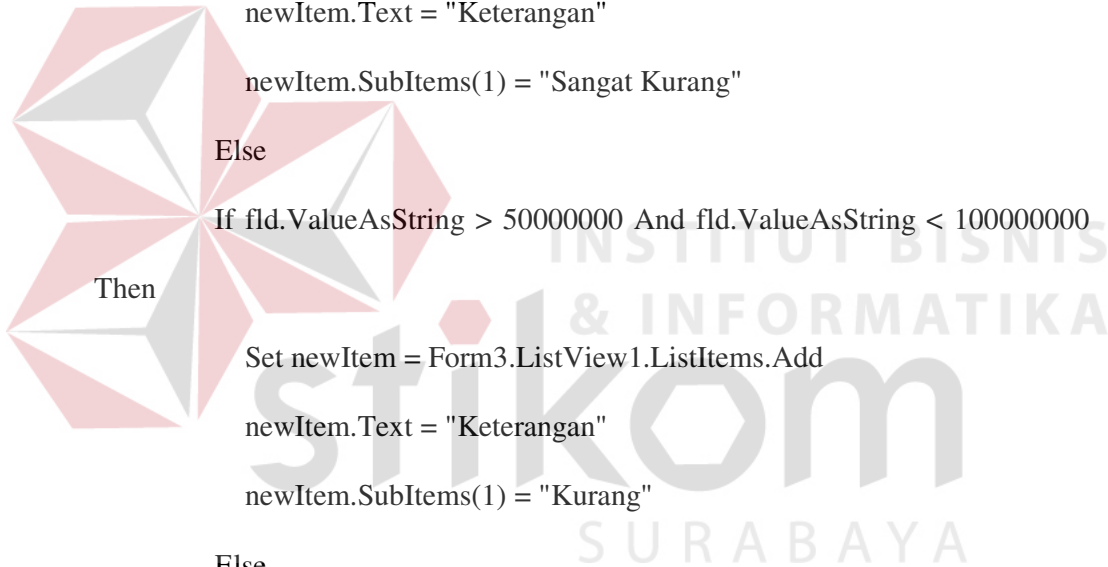 newItem.Text = "Keterangan"
newItem.SubItems(1) = "Sangat Kurang"
Else
If fld.ValueAsString > 50000000 And fld.ValueAsString < 100000000
Then
Set newItem = Form3.ListView1.ListItems.Add
newItem.Text = "Keterangan"
newItem.SubItems(1) = "Kurang"
Else
INSTITUT BISNIS
& INFORMATIKA
stikom
SURABAYA